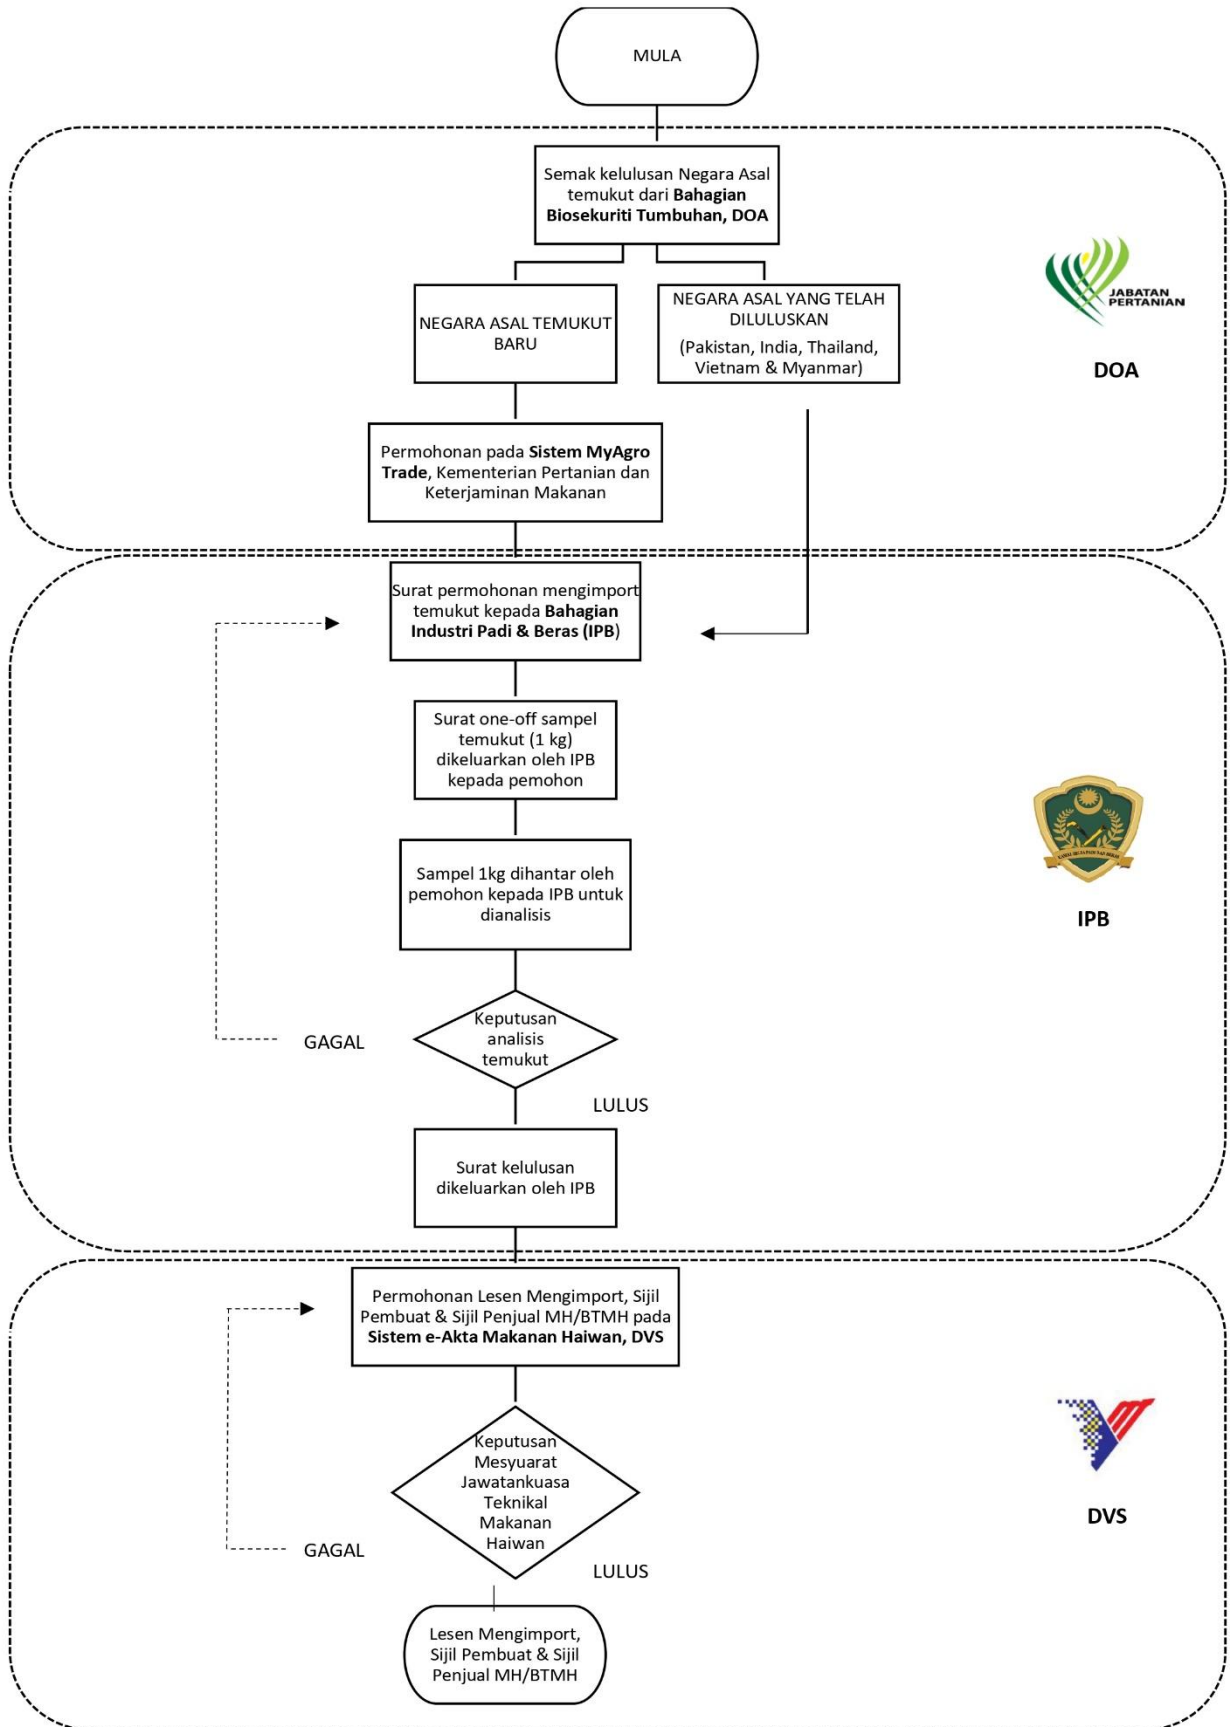 MULA
Semak kelulusan Negara Asal
temukut dari Bahagian
Biosekuriti Tumbuhan, DOA
NEGARA ASAL TEMUKUT
BARU
NEGARA ASAL YANG TELAH
DILULUSKAN
(Pakistan, India, Thailand,
Vietnam & Myanmar)
JABATAN
PERTANIAN
DOA
Permohonan pada Sistem MyAgro
Trade, Kementerian Pertanian dan
Keterjaminan Makanan
Surat permohonan mengimport
temukut kepada Bahagian
Industri Padi & Beras (IPB)
Surat one-off sampel
temukut (1 kg)
dikeluarkan oleh IPB
kepada pemohon
Sampel 1kg dihantar oleh
pemohon kepada IPB untuk
dianalisis
IPB
Keputusan
analisis
temukut
GAGAL
LULUS
Surat kelulusan
dikeluarkan oleh IPB
Permohonan Lesen Mengimport, Sijil
Pembuat & Sijil Penjual MH/BTMH pada
Sistem e-Akta Makanan Haiwan, DVS
Keputusan
Mesyuarat
Jawatankuasa
Teknikal
Makanan
Haiwan
DVS
GAGAL
LULUS
Lesen Mengimport,
Sijil Pembuat & Sijil
Penjual MH/BTMH